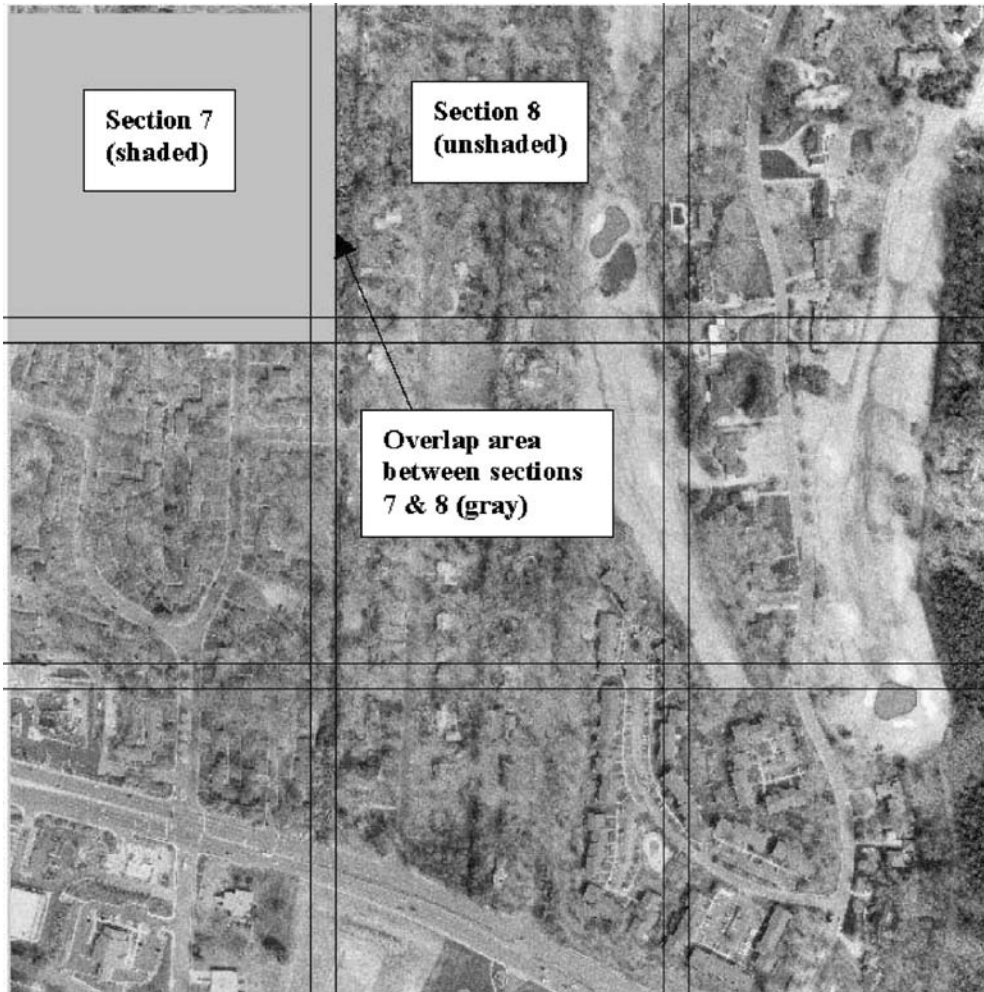 Section 7
(shaded)
Section 8
(unshaded)
Overlap area
between sections
7 & 8 (gray)